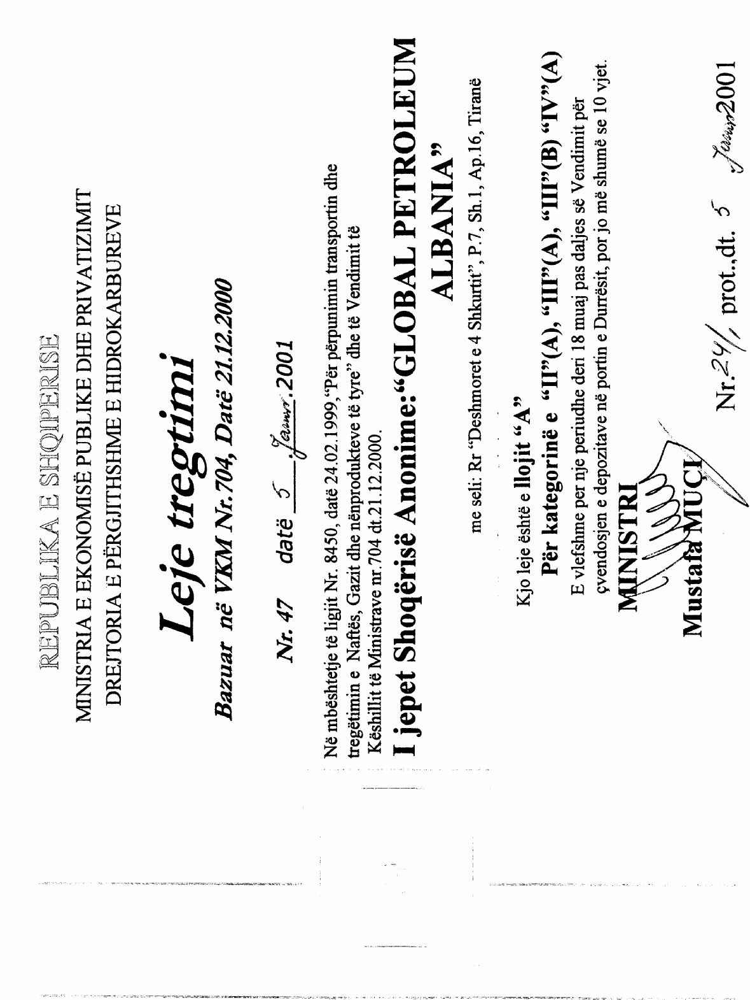 REPUBLIKA E SHQIPERISE
MINISTRIA E EKONOMISË PUBLIKE DHE PRIVATIZIMIT
DREJTORIA E PËRGJITHSHME E HIDROKARBUREVE
Leje tregtimi
Bazuar në VKM Nr.704, Datë 21.12.2000
Nr. 47 datë 5 .Janar.2001
Në mbështetje të ligjit Nr. 8450, datë 24.02.1999,“Për përpunimin transportin dhe
tregëtimin e Naftës, Gazit dhe nënprodukteve të tyre” dhe të Vendimit të
Këshillit të Ministrave nr.704 dt.21.12.2000.
I jepet Shoqërisë Anonime:“GLOBAL PETROLEUM
ALBANIA”
me seli: Rr “Deshmoret e 4 Shkurtit”, P.7, Sh.1, Ap.16, Tiranë
Kjo leje është e llojit “A”
Për kategorinë e “II”(A), “III”(A), “III”(B) “IV”(A)
E vlefshme per nje periudhe deri 18 muaj pas daljes së Vendimit për
çvendosjen e depozitave në portin e Durrësit, por jo më shumë se 10 vjet.
MINISTRI
Mustafa MUÇI
Nr.24/1 prot.,dt. 5 .Janar2001